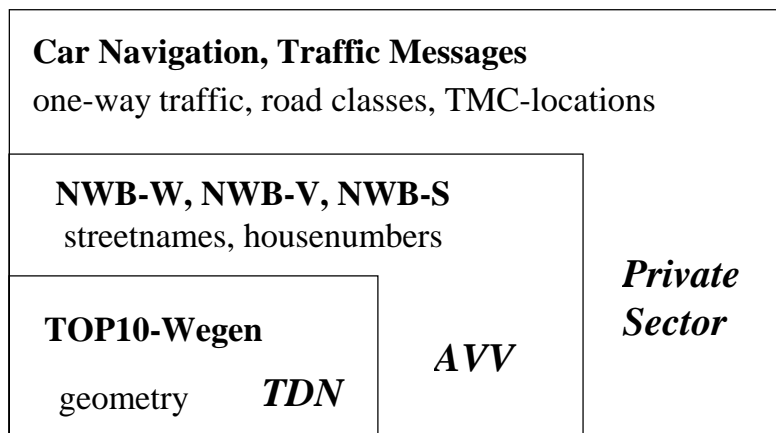 Car Navigation, Traffic Messages
one-way traffic, road classes, TMC-locations
NWB-W, NWB-V, NWB-S
streetnames, housenumbers
Private
Sector
TOP10-Wegen
AVV
geometry TDN